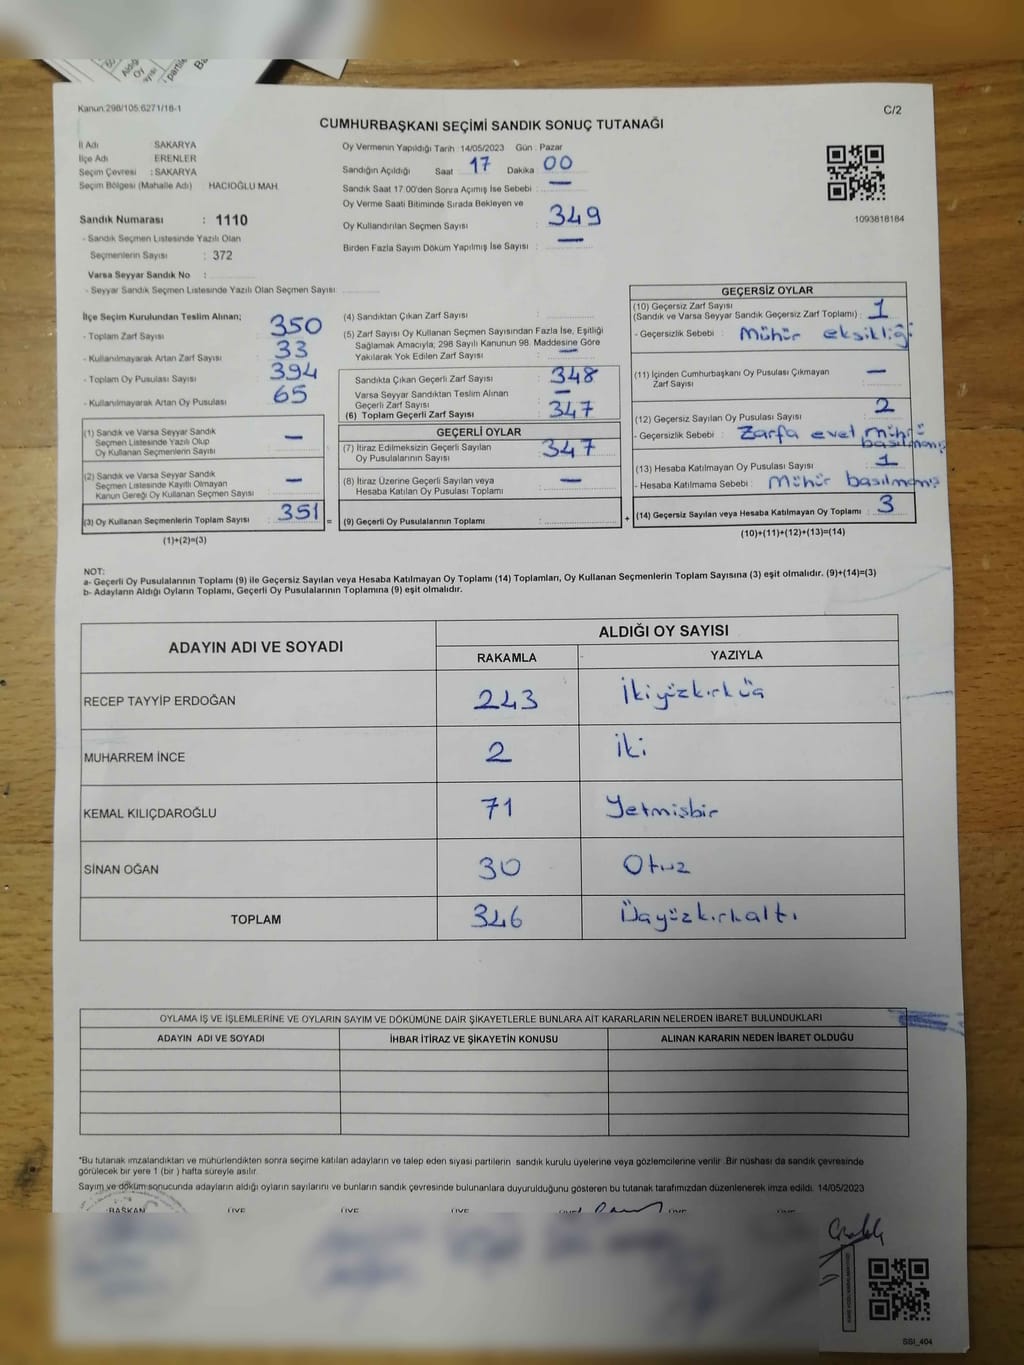 Kanun.298/105.6271/16-1
C/2
CUMHURBAŞKANI SEÇİMİ SANDIK SONUÇ TUTANAĞI
İl Adı SAKARYA
İlçe Adı ERENLER
Seçim Çevresi : SAKARYA
Seçim Bölgesi (Mahalle Adı) HACIOĞLU MAH.
Sandık Numarası : 1110
- Sandık Seçmen Listesinde Yazılı Olan
Seçmenlerin Sayısı : 372
Varsa Seyyar Sandık No :
- Seyyar Sandık Seçmen Listesinde Yazılı Olan Seçmen Sayısı:
Oy Vermenin Yapıldığı Tarih : 14/05/2023 Gün : Pazar
Sandığın Açıldığı Saat 17 Dakika 00
Sandık Saat 17.00'den Sonra Açımış İse Sebebi : —
Oy Verme Saati Bitiminde Sırada Bekleyen ve
Oy Kullandırılan Seçmen Sayısı : 349
Birden Fazla Sayım Döküm Yapılmış İse Sayısı : —
1093818184
İlçe Seçim Kurulundan Teslim Alınan;
- Toplam Zarf Sayısı : 350
- Kullanılmayarak Artan Zarf Sayısı : 33
- Toplam Oy Pusulası Sayısı : 394
- Kullanılmayarak Artan Oy Pusulası : 65
(1) Sandık ve Varsa Seyyar Sandık
Seçmen Listesinde Yazılı Olup
Oy Kullanan Seçmenlerin Sayısı : —
(2) Sandık ve Varsa Seyyar Sandık
Seçmen Listesinde Kayıtlı Olmayan
Kanun Gereği Oy Kullanan Seçmen Sayısı : —
(3) Oy Kullanan Seçmenlerin Toplam Sayısı : 351 =
(1)+(2)=(3)
(4) Sandıktan Çıkan Zarf Sayısı :
(5) Zarf Sayısı Oy Kullanan Seçmen Sayısından Fazla İse, Eşitliği
Sağlamak Amacıyla; 298 Sayılı Kanunun 98. Maddesine Göre
Yakılarak Yok Edilen Zarf Sayısı : —
Sandıkta Çıkan Geçerli Zarf Sayısı : 348
Varsa Seyyar Sandıktan Teslim Alınan
Geçerli Zarf Sayısı : —
(6) Toplam Geçerli Zarf Sayısı : 347
GEÇERLİ OYLAR
(7) İtiraz Edilmeksizin Geçerli Sayılan
Oy Pusulalarının Sayısı : 347
(8) İtiraz Üzerine Geçerli Sayılan veya
Hesaba Katılan Oy Pusulası Toplamı : —
(9) Geçerli Oy Pusulalarının Toplamı : +
GEÇERSİZ OYLAR
(10) Geçersiz Zarf Sayısı
(Sandık ve Varsa Seyyar Sandık Geçersiz Zarf Toplamı) : 1
- Geçersizlik Sebebi : Mühür eksikliği
(11) İçinden Cumhurbaşkanı Oy Pusulası Çıkmayan
Zarf Sayısı : —
(12) Geçersiz Sayılan Oy Pusulası Sayısı : 2
- Geçersizlik Sebebi : Zarfa evel mühü
basılmamış
(13) Hesaba Katılmayan Oy Pusulası Sayısı : 1
- Hesaba Katılmama Sebebi : Mühür basılmamış
(14) Geçersiz Sayılan veya Hesaba Katılmayan Oy Toplamı : 3
(10)+(11)+(12)+(13)=(14)
NOT:
a- Geçerli Oy Pusulalarının Toplamı (9) ile Geçersiz Sayılan veya Hesaba Katılmayan Oy Toplamı (14) Toplamları, Oy Kullanan Seçmenlerin Toplam Sayısına (3) eşit olmalıdır. (9)+(14)=(3)
b- Adayların Aldığı Oyların Toplamı, Geçerli Oy Pusulalarının Toplamına (9) eşit olmalıdır.
ADAYIN ADI VE SOYADI
ALDIĞI OY SAYISI
RAKAMLA YAZIYLA
RECEP TAYYİP ERDOĞAN 243 İkiyüzkırküç
MUHARREM İNCE 2 İki
KEMAL KILIÇDAROĞLU 71 Yetmişbir
SİNAN OĞAN 30 Otuz
TOPLAM 346 Üçyüzkırkaltı
OYLAMA İŞ VE İŞLEMLERİNE VE OYLARIN SAYIM VE DÖKÜMÜNE DAİR ŞİKAYETLERLE BUNLARA AİT KARARLARIN NELERDEN İBARET BULUNDUKLARI
ADAYIN ADI VE SOYADI İHBAR İTİRAZ VE ŞİKAYETİN KONUSU ALINAN KARARIN NEDEN İBARET OLDUĞU
*Bu tutanak imzalandıktan ve mühürlendikten sonra seçime katılan adayların ve talep eden siyasi partilerin sandık kurulu üyelerine veya gözlemcilerine verilir. Bir nüshası da sandık çevresinde
görülecek bir yere 1 (bir) hafta süreyle asılır.
Sayım ve döküm sonucunda adayların aldığı oyların sayılarını ve bunların sandık çevresinde bulunanlara duyurulduğunu gösteren bu tutanak tarafımızdan düzenlenerek imza edildi. 14/05/2023
BAŞKAN ÜYE ÜYE ÜYE ÜYE ÜYE
SSI_404